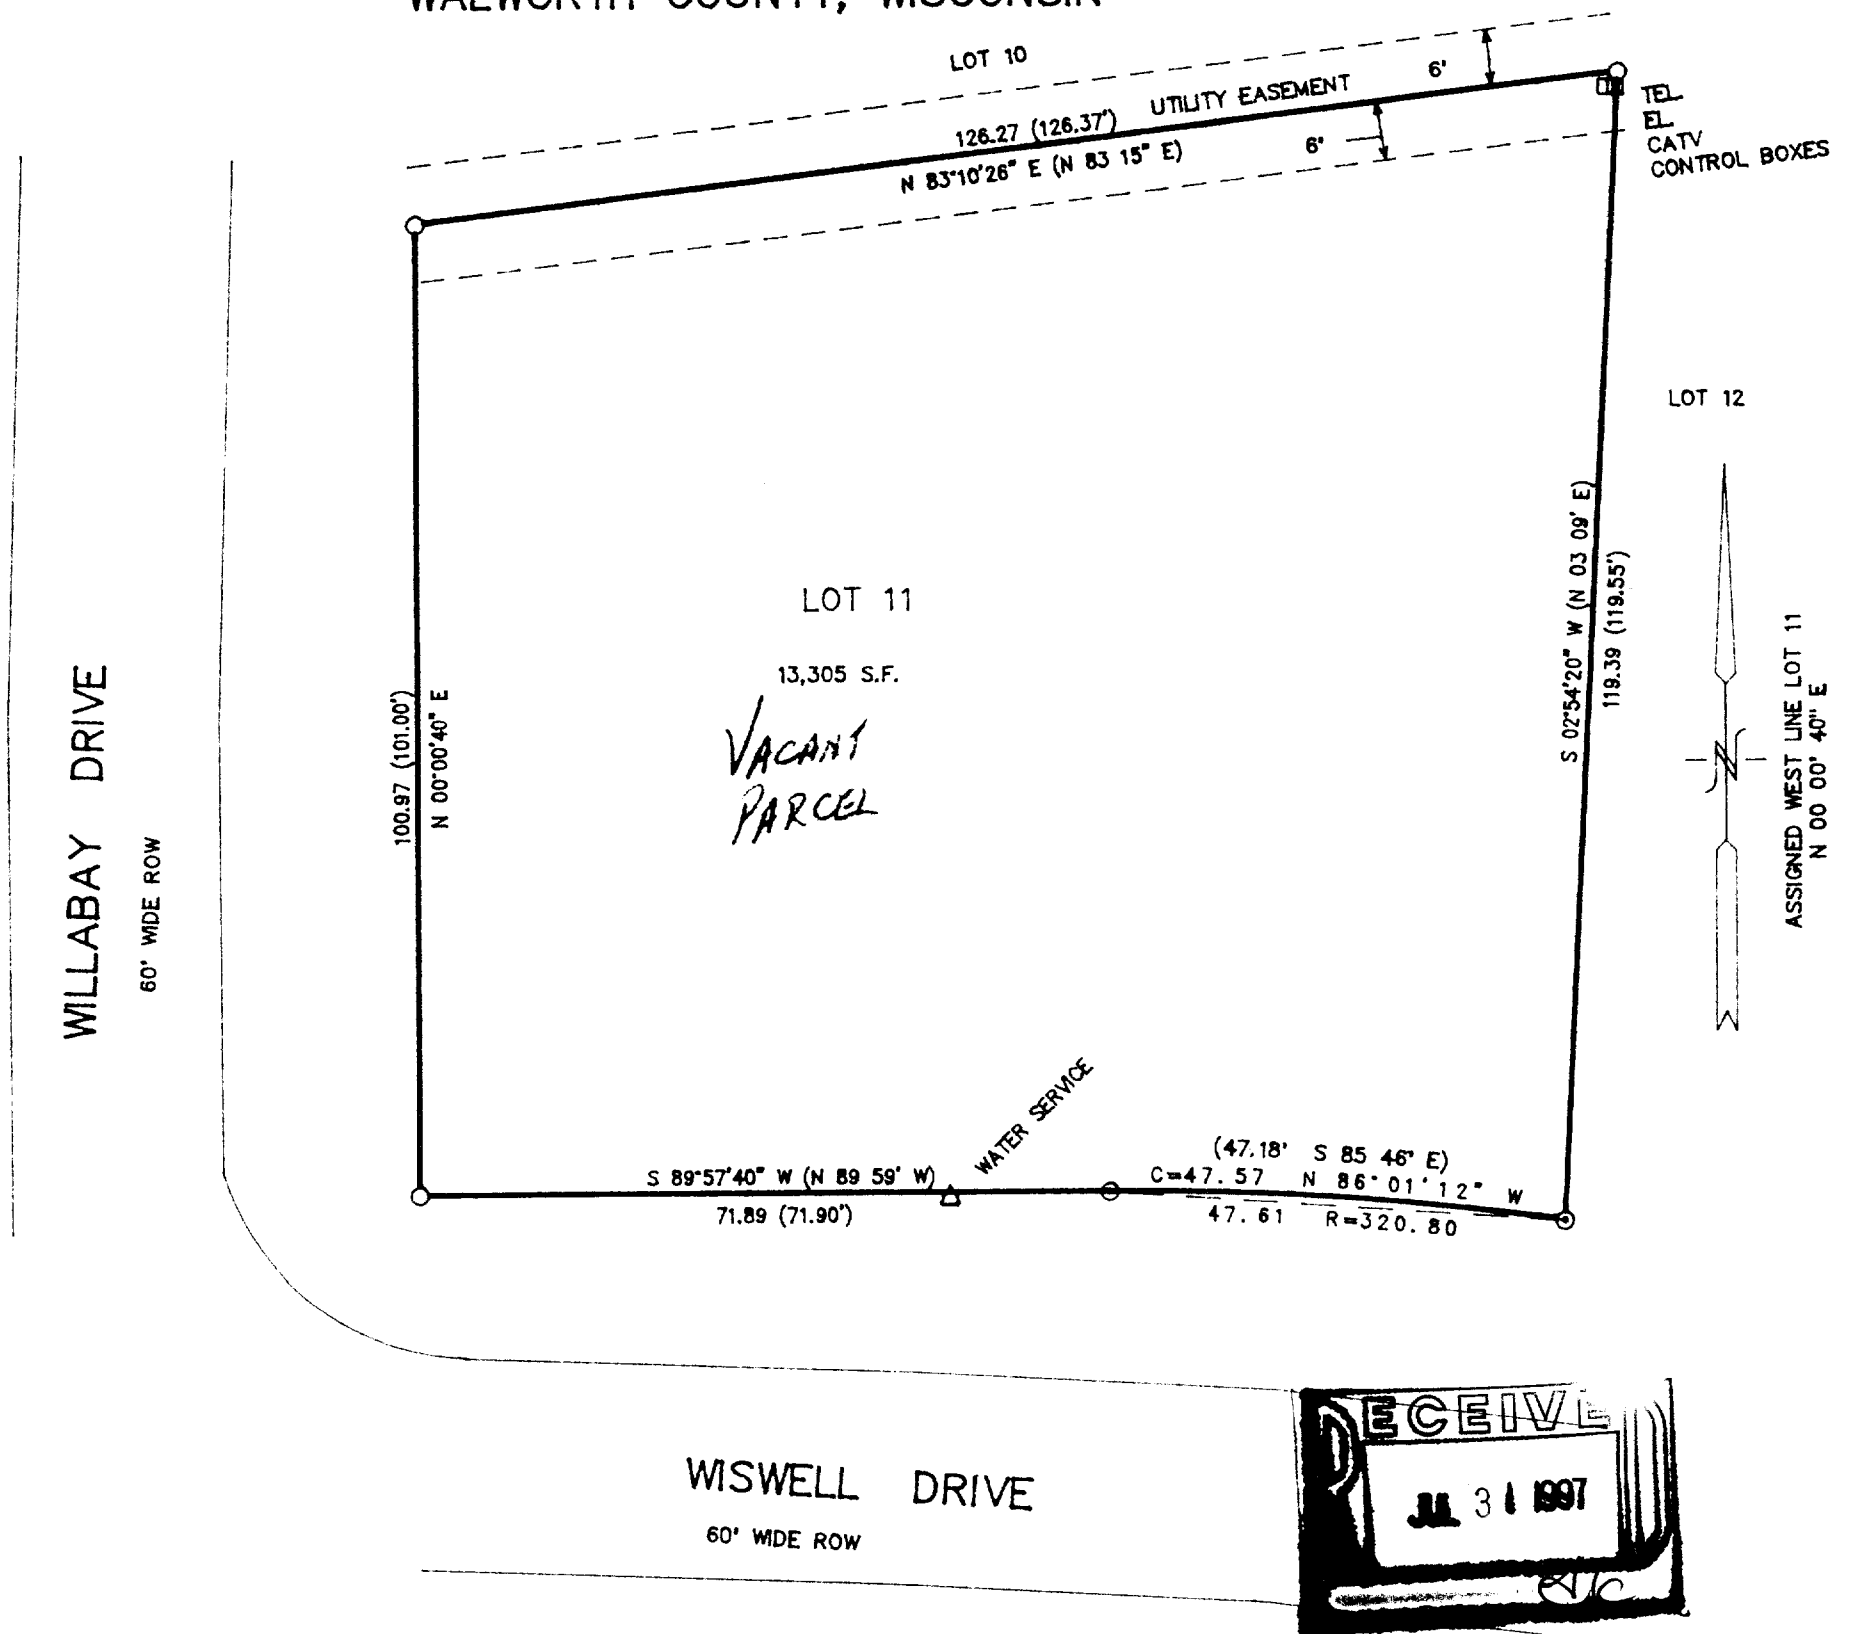 WALWORTH COUNTY, WISCONSIN
LOT 10
6'
UTILITY EASEMENT
126.27 (126.37')
N 83°10'26" E (N 83 15" E)
6'
TEL
EL
CATV
CONTROL BOXES
LOT 12
LOT 11
13,305 S.F.
VACANT
PARCEL
100.97 (101.00')
N 00°00'40" E
S 02°54'20" W (N 03 09' E)
119.39 (119.55')
N
ASSIGNED WEST LINE LOT 11
N 00 00' 40" E
WILLABAY DRIVE
60' WIDE ROW
WATER SERVICE
S 89°57'40" W (N 89 59' W)
71.89 (71.90')
(47.18' S 85 46' E)
C=47.57 N 86°01'12" W
47.61 R=320.80
WISWELL DRIVE
60' WIDE ROW
RECEIVED
JUL 31 1997